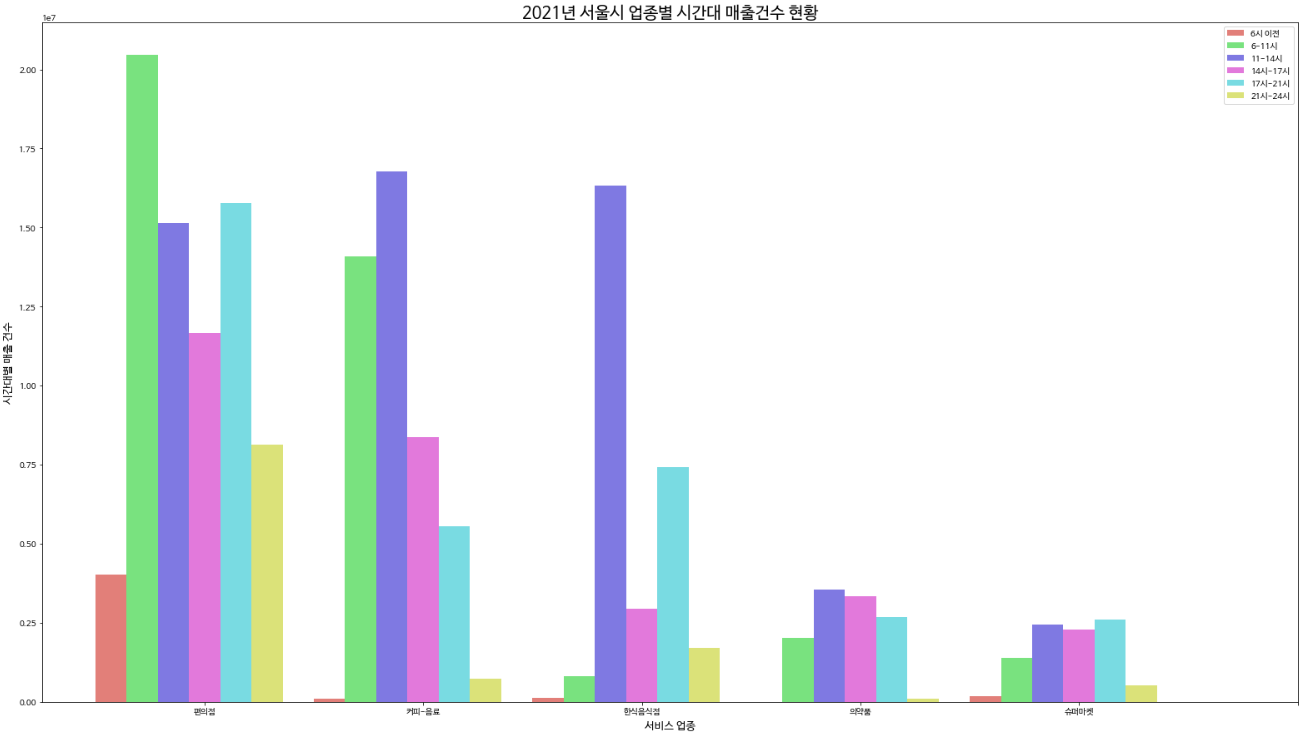 2021년 서울시 업종별 시간대 매출건수 현황
1e7
6시 이전
6-11시
11-14시
14시-17시
17시-21시
21시-24시
2.00
1.75
1.50
1.25
1.00
0.75
0.50
0.25
0.00
시간대별 매출 건수
편의점
커피-음료
한식음식점
의약품
슈퍼마켓
서비스 업종